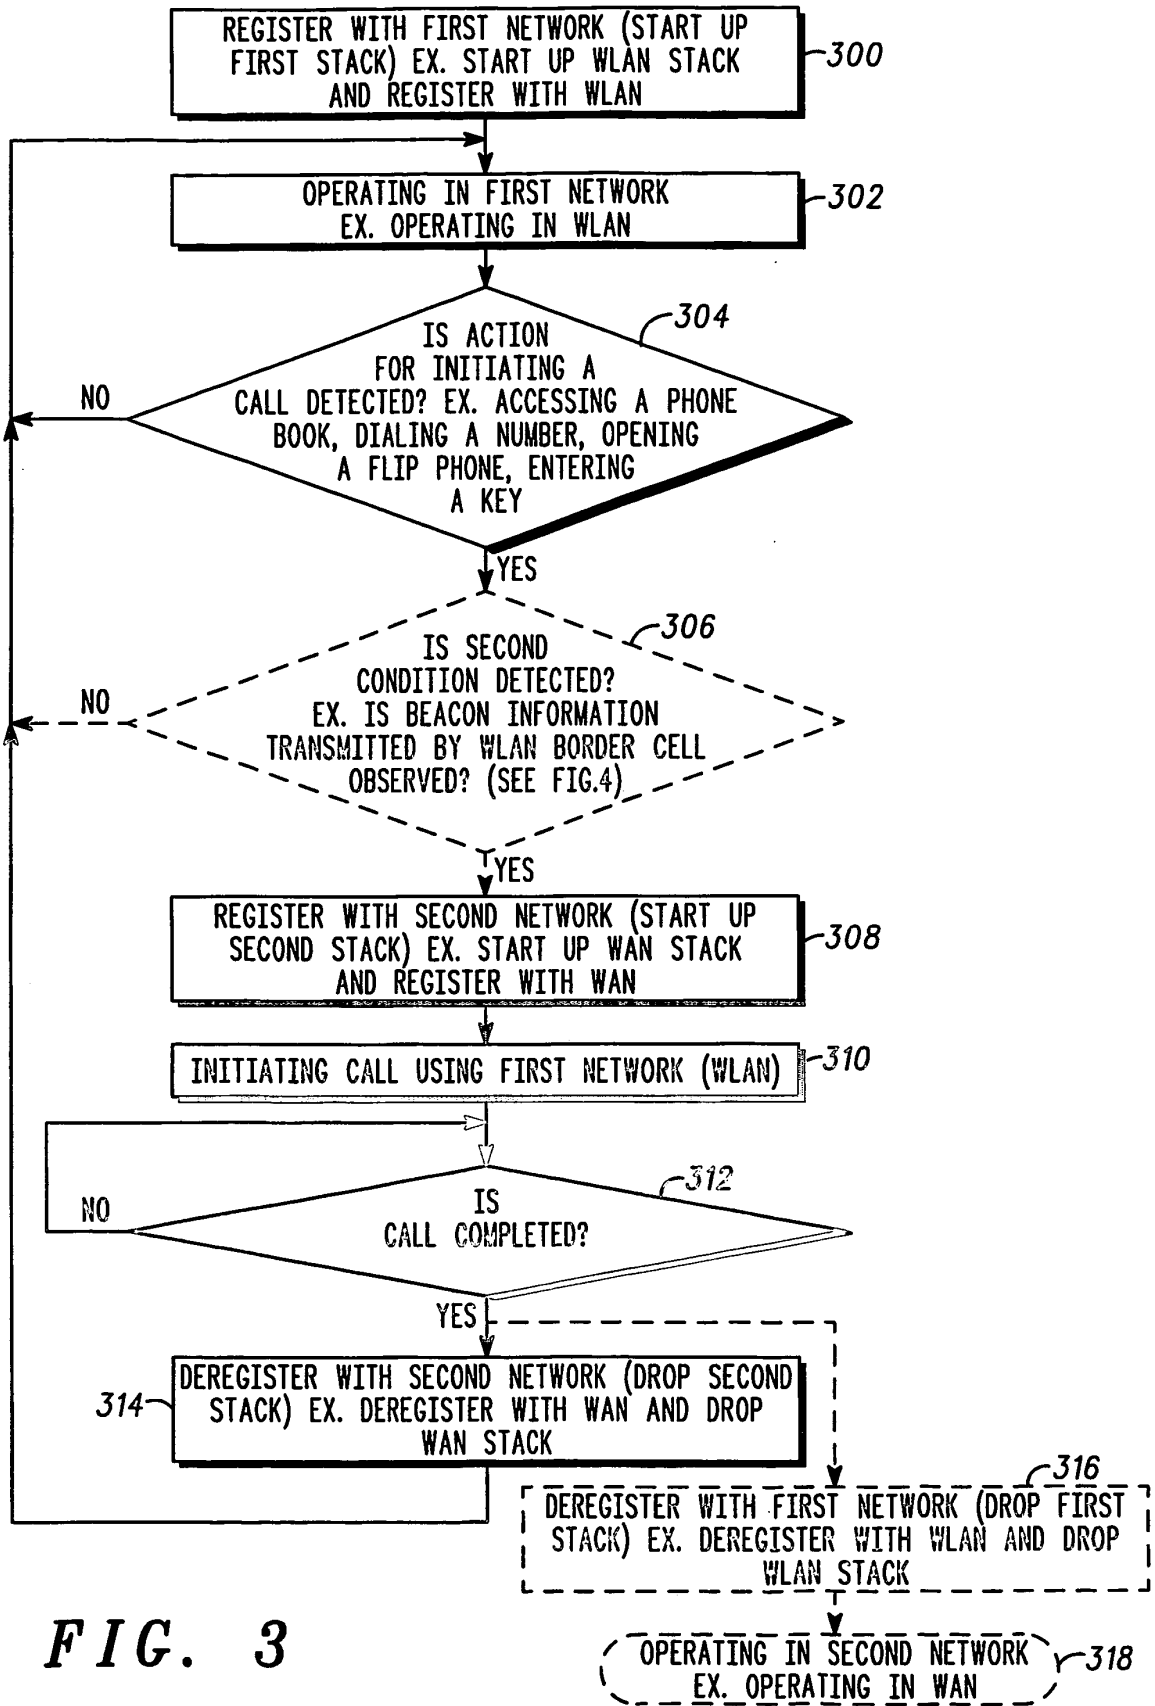 REGISTER WITH FIRST NETWORK (START UP
FIRST STACK) EX. START UP WLAN STACK
AND REGISTER WITH WLAN
300
OPERATING IN FIRST NETWORK
EX. OPERATING IN WLAN
302
304
IS ACTION
FOR INITIATING A
CALL DETECTED? EX. ACCESSING A PHONE
BOOK, DIALING A NUMBER, OPENING
A FLIP PHONE, ENTERING
A KEY
NO
YES
306
IS SECOND
CONDITION DETECTED?
EX. IS BEACON INFORMATION
TRANSMITTED BY WLAN BORDER CELL
OBSERVED? (SEE FIG.4)
NO
YES
REGISTER WITH SECOND NETWORK (START UP
SECOND STACK) EX. START UP WAN STACK
AND REGISTER WITH WAN
308
INITIATING CALL USING FIRST NETWORK (WLAN)
310
312
IS
CALL COMPLETED?
NO
YES
DEREGISTER WITH SECOND NETWORK (DROP SECOND
STACK) EX. DEREGISTER WITH WAN AND DROP
WAN STACK
314
316
DEREGISTER WITH FIRST NETWORK (DROP FIRST
STACK) EX. DEREGISTER WITH WLAN AND DROP
WLAN STACK
OPERATING IN SECOND NETWORK
EX. OPERATING IN WAN
318
FIG. 3